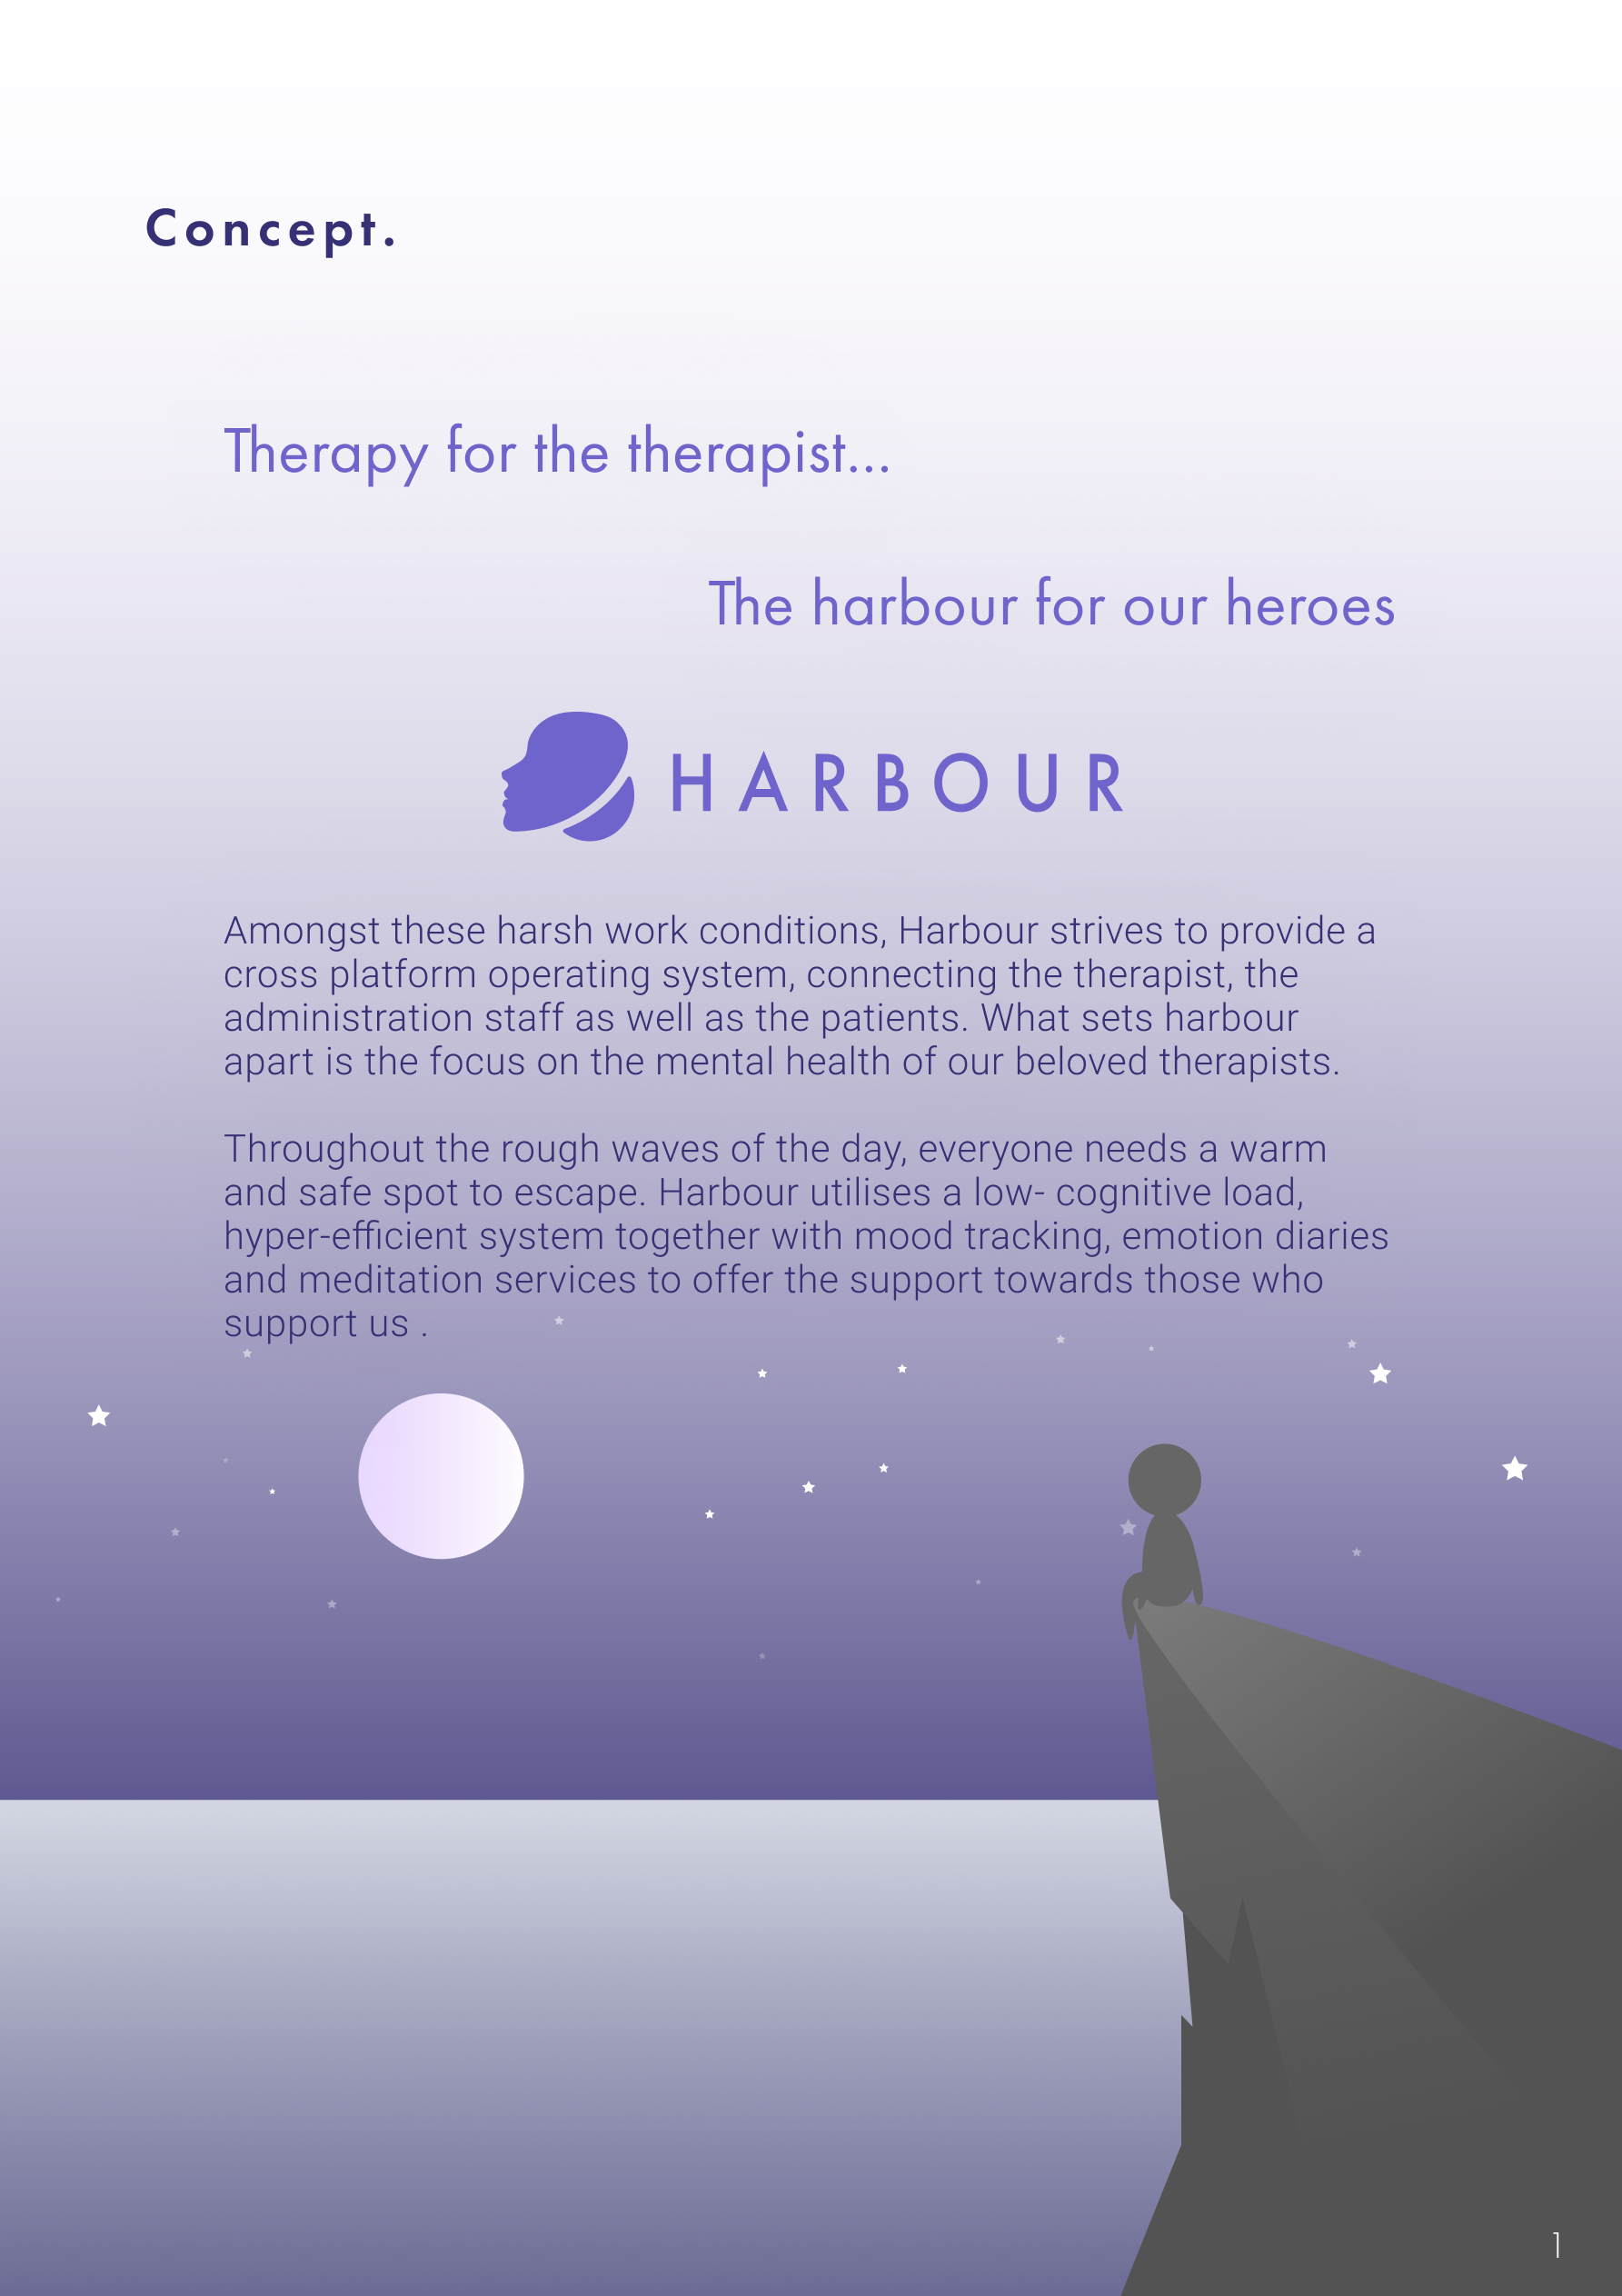 Concept.
Therapy for the therapist...
The harbour for our heroes
HARBOUR
Amongst these harsh work conditions, Harbour strives to provide a
cross platform operating system, connecting the therapist, the
administration staff as well as the patients. What sets harbour
apart is the focus on the mental health of our beloved therapists.
Throughout the rough waves of the day, everyone needs a warm
and safe spot to escape. Harbour utilises a low- cognitive load,
hyper-efficient system together with mood tracking, emotion diaries
and meditation services to offer the support towards those who
support us .
1